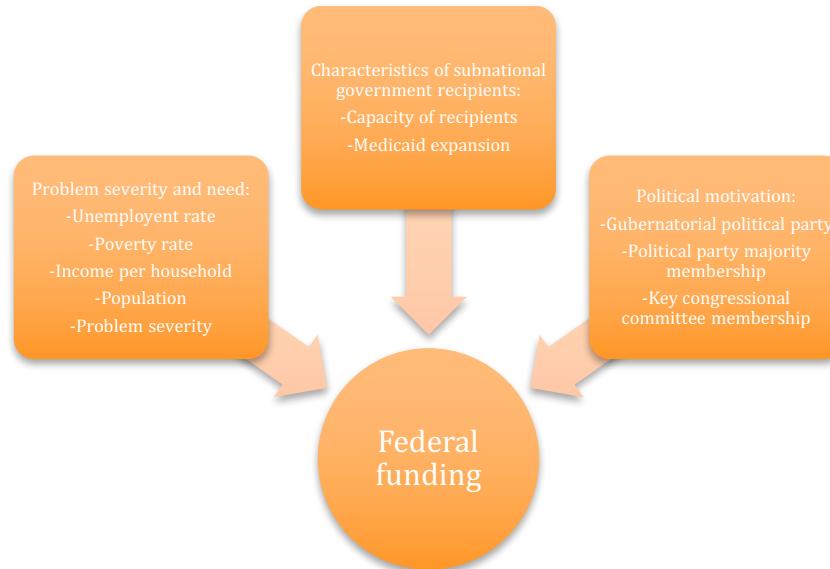 Problem severity and need:
-Unemployent rate
-Poverty rate
-Income per household
-Population
-Problem severity
Characteristics of subnational
government recipients:
-Capacity of recipients
-Medicaid expansion
Political motivation:
-Gubernatorial political party
-Political party majority
membership
-Key congressional
committee membership
Federal
funding